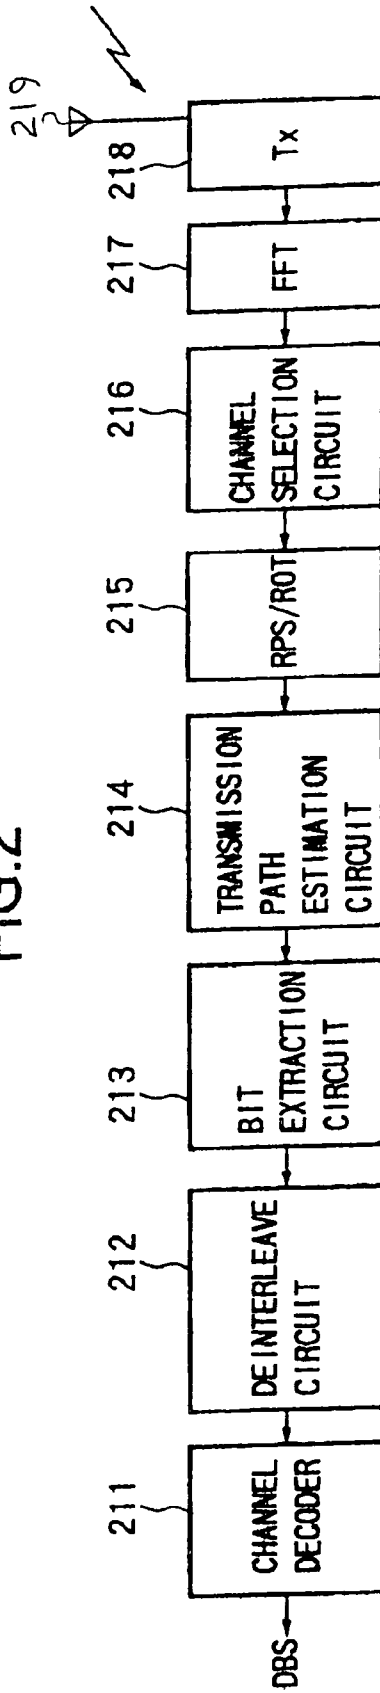 FIG.2
DBS
211
CHANNEL
DECODER
212
DEINTERLEAVE
CIRCUIT
213
BIT
EXTRACTION
CIRCUIT
214
TRANSMISSION
PATH
ESTIMATION
CIRCUIT
215
RPS/ROT
216
CHANNEL
SELECTION
CIRCUIT
217
FFT
218
Tx
219